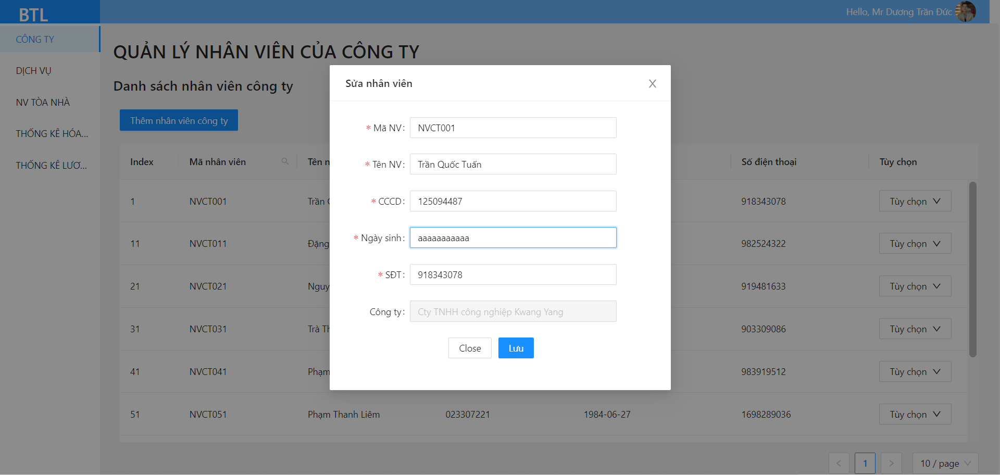 BTL
Hello, Mr Dương Trần Đức
CÔNG TY
DỊCH VỤ
NV TÒA NHÀ
THỐNG KÊ HÓA...
THỐNG KÊ LƯƠ...
QUẢN LÝ NHÂN VIÊN CỦA CÔNG TY
Danh sách nhân viên công ty
Thêm nhân viên công ty
Index Mã nhân viên Tên n Số điện thoại Tùy chọn
1 NVCT001 Trần 918343078 Tùy chọn
11 NVCT011 Đặng 982524322 Tùy chọn
21 NVCT021 Nguy 919481633 Tùy chọn
31 NVCT031 Trà Th 903309086 Tùy chọn
41 NVCT041 Phạm 983919512 Tùy chọn
51 NVCT051 Phạm Thanh Liêm 023307221 1984-06-27 1698289036 Tùy chọn
< 1 > 10 / page
Sửa nhân viên
* Mã NV: NVCT001
* Tên NV: Trần Quốc Tuấn
* CCCD: 125094487
* Ngày sinh: aaaaaaaaaaa
* SĐT: 918343078
Công ty: Cty TNHH công nghiệp Kwang Yang
Close Lưu